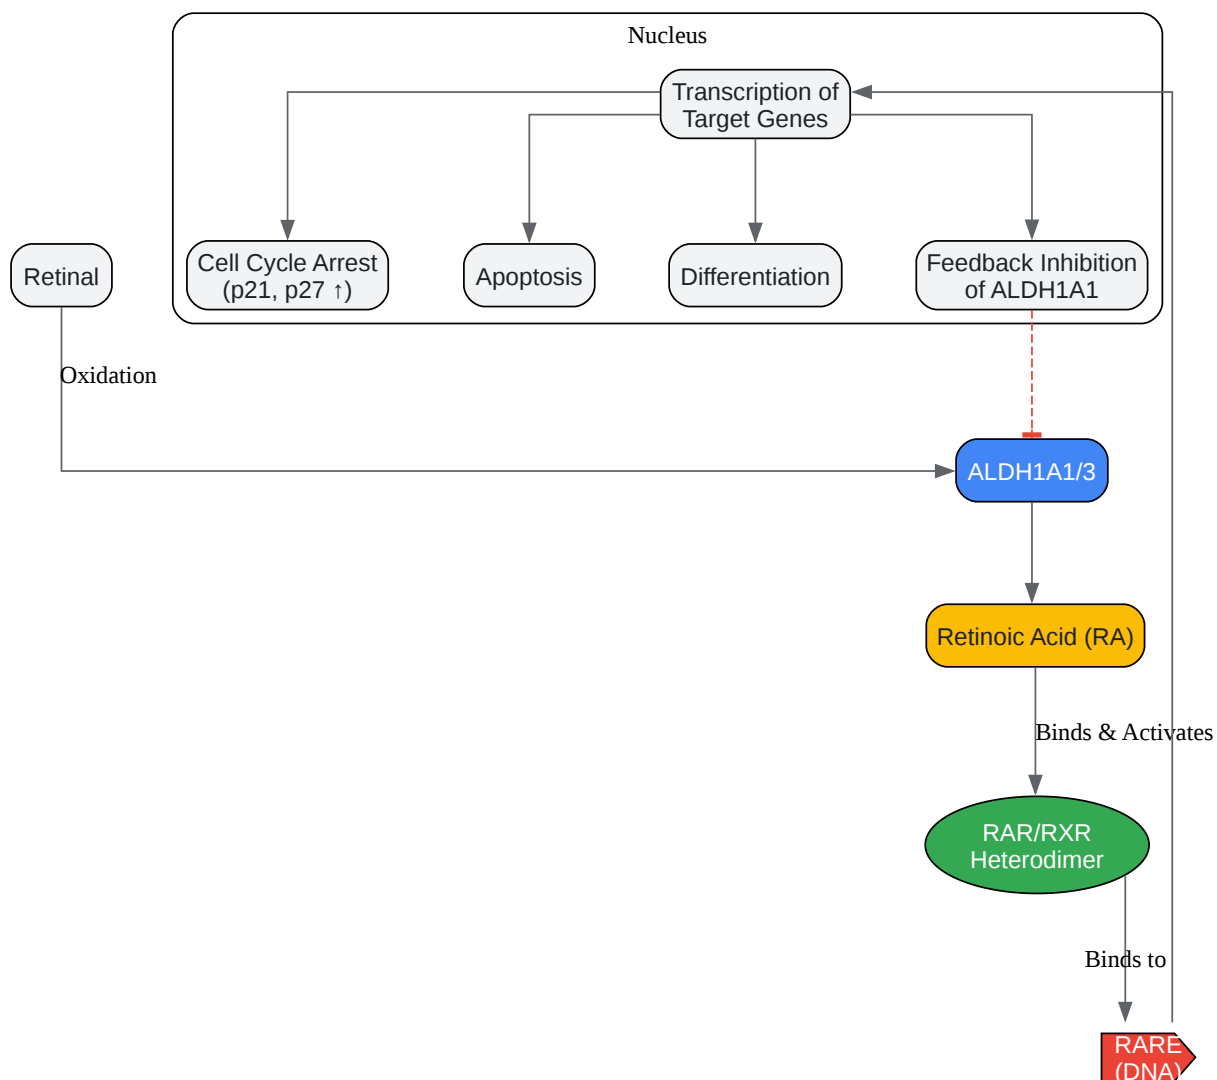 Nucleus
Transcription of
Target Genes
Retinal
Cell Cycle Arrest
(p21, p27 ↑)
Apoptosis
Differentiation
Feedback Inhibition
of ALDH1A1
Oxidation
ALDH1A1/3
Retinoic Acid (RA)
Binds & Activates
RAR/RXR
Heterodimer
Binds to
RARE
(DNA)